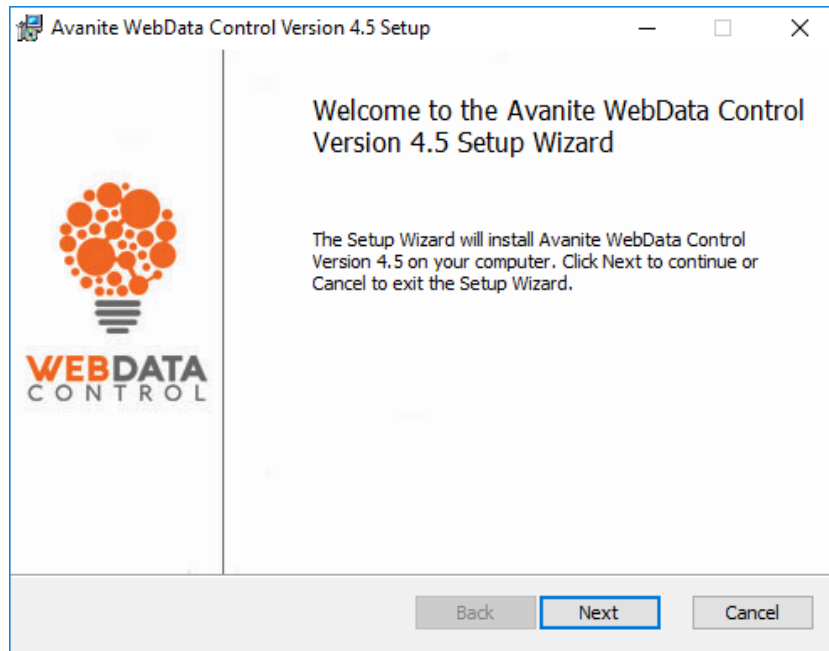 Avanite WebData Control Version 4.5 Setup
Welcome to the Avanite WebData Control
Version 4.5 Setup Wizard
The Setup Wizard will install Avanite WebData Control
Version 4.5 on your computer. Click Next to continue or
Cancel to exit the Setup Wizard.
WEBDATA
CONTROL
Back Next Cancel